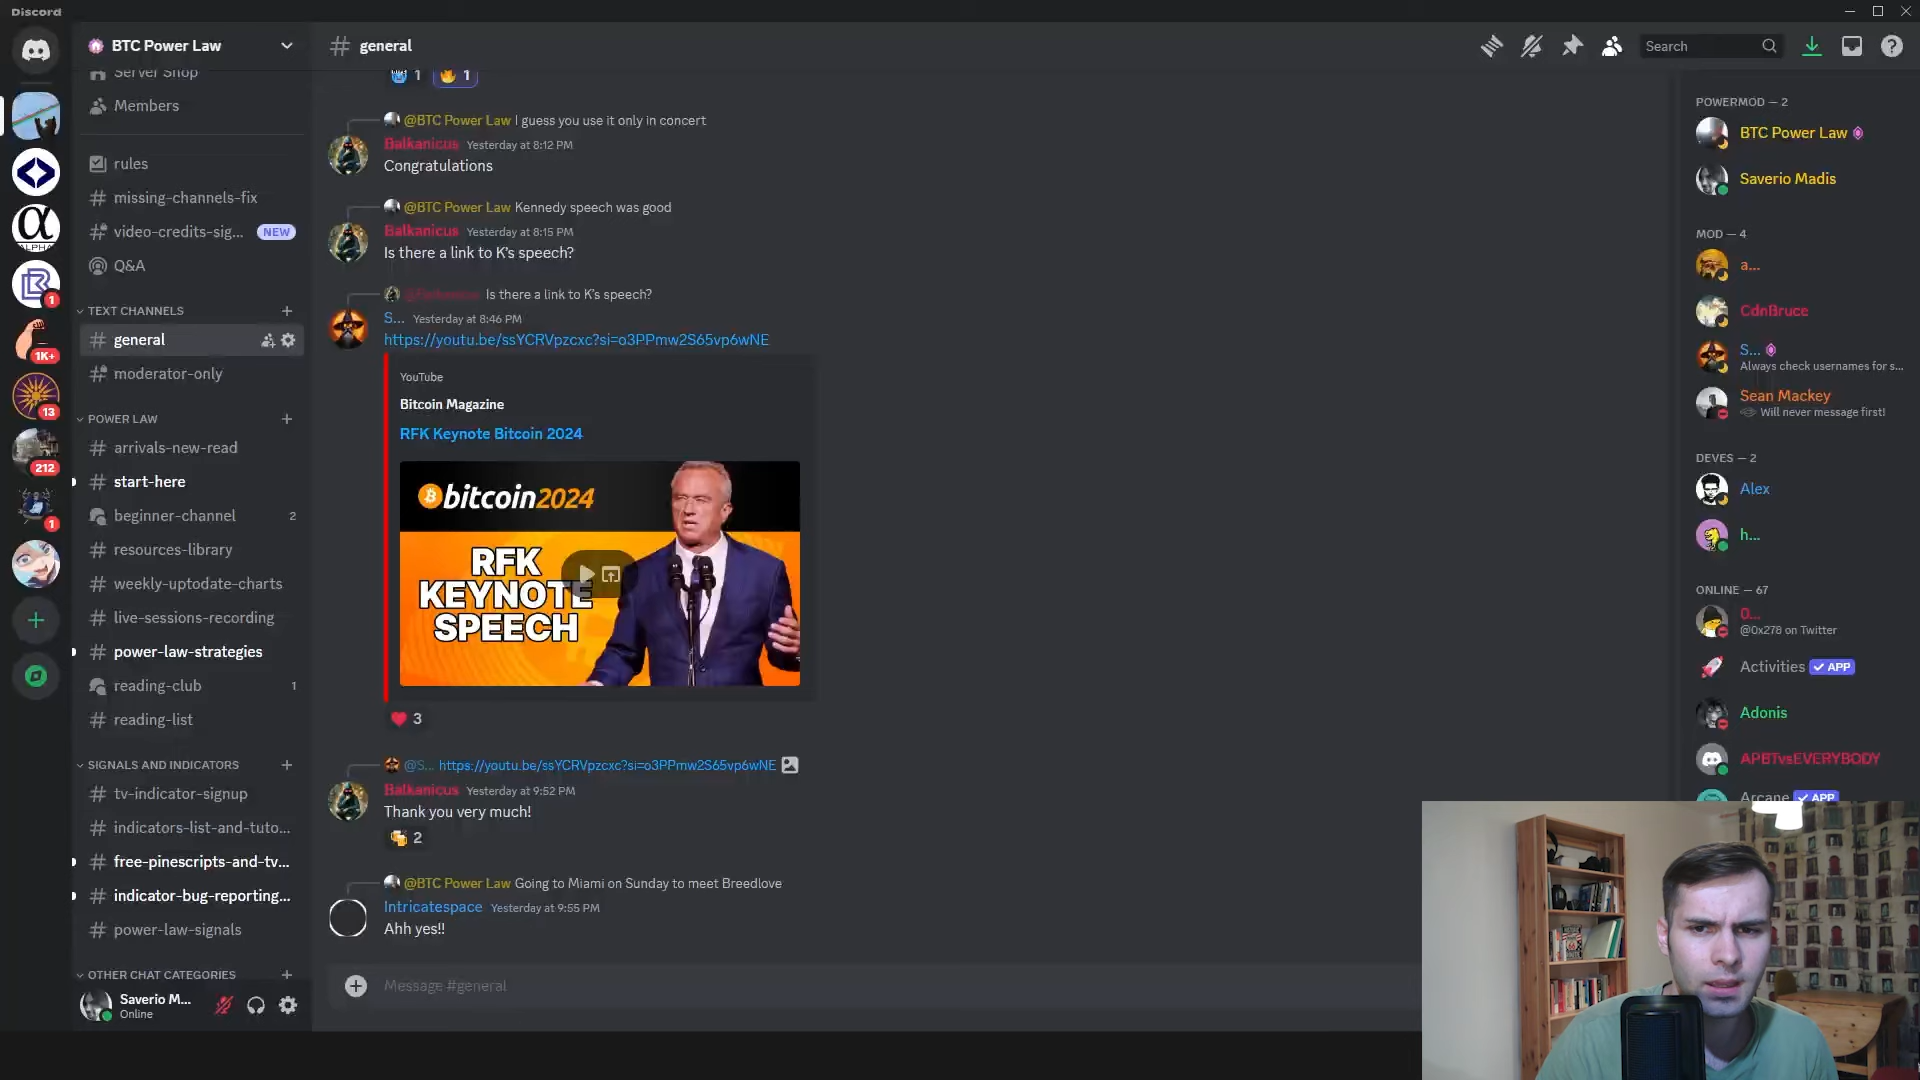 Discord
BTC Power Law
Server Shop
Members
rules
missing-channels-fix
video-credits-sig...
NEW
Q&A
TEXT CHANNELS
general
moderator-only
POWER LAW
arrivals-new-read
start-here
beginner-channel
2
resources-library
weekly-uptodate-charts
live-sessions-recording
power-law-strategies
reading-club
1
reading-list
SIGNALS AND INDICATORS
tv-indicator-signup
indicators-list-and-tuto...
free-pinescripts-and-tv...
indicator-bug-reporting...
power-law-signals
OTHER CHAT CATEGORIES
Saverio M...
Online
α
ALPHA
1
1K+
13
212
1
# general
Search
1
1
@BTC Power Law I guess you use it only in concert
Balkanicus Yesterday at 8:12 PM
Congratulations
@BTC Power Law Kennedy speech was good
Balkanicus Yesterday at 8:15 PM
Is there a link to K's speech?
@Balkanicus Is there a link to K's speech?
S... Yesterday at 8:46 PM
https://youtu.be/ssYCRVpzcxc?si=o3PPmw2S65vp6wNE
YouTube
Bitcoin Magazine
RFK Keynote Bitcoin 2024
bitcoin2024
RFK
KEYNOTE
SPEECH
3
@S... https://youtu.be/ssYCRVpzcxc?si=o3PPmw2S65vp6wNE
Balkanicus Yesterday at 9:52 PM
Thank you very much!
2
@BTC Power Law Going to Miami on Sunday to meet Breedlove
Intricatespace Yesterday at 9:55 PM
Ahh yes!!
Message #general
POWERMOD — 2
BTC Power Law
Saverio Madis
MOD — 4
a...
CdnBruce
S...
Always check usernames for s...
Sean Mackey
Will never message first!
DEVES — 2
Alex
h...
ONLINE — 67
0...
@0x278 on Twitter
Activities
APP
Adonis
APBTvsEVERYBODY
Arcane
APP